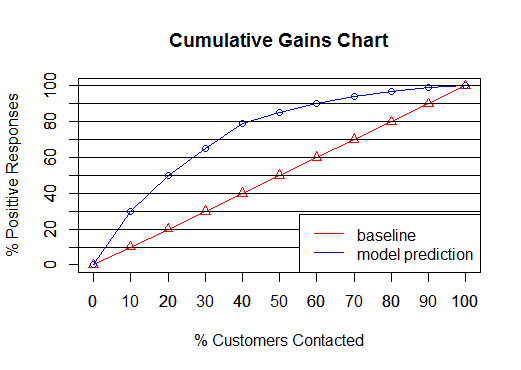 Cumulative Gains Chart
% Posittive Responses
100
80
60
40
20
0
baseline
model prediction
0 10 20 30 40 50 60 70 80 90 100
% Customers Contacted